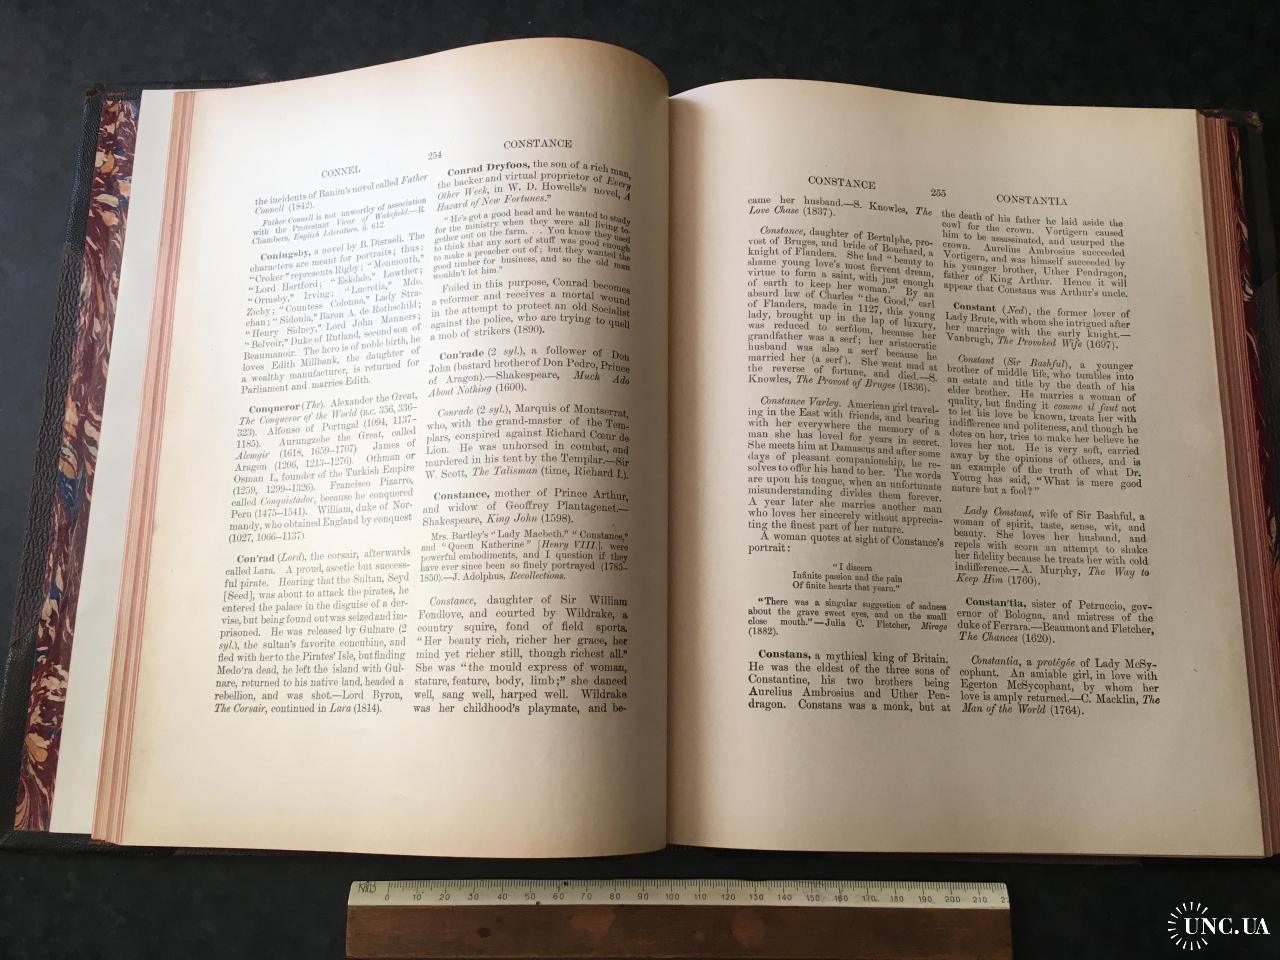 CONNEL
254
CONSTANCE
the incidents of Banim's novel called Father
Connell (1842).
Father Connell is not unworthy of association
with the Protestant Vicar of Wakefield.—R.
Chambers, English Literature, ii. 612.
Coningsby, a novel by B. Disraeli. The
characters are meant for portraits; thus:
"Croker" represents Rigby; "Menmouth,"
"Lord Hertford; "Eskdale," Lowther;
"Ormsby," Irving; "Lucretia," Mde.
Zichy; "Countess Colonna," Lady Stra-
chan; "Sidonia," Baron A. de Rothschild;
"Henry Sidney," Lord John Manners;
"Belvoir," Duke of Rutland, second son of
Beaumanoir. The hero is of noble birth, he
loves Edith Millbank, the daughter of
a wealthy manufacturer, is returned for
Parliament and marries Edith.
Conqueror (The). Alexander the Great,
The Conqueror of the World (B.C. 356, 336-
323). Alfonso of Portugal (1094, 1137-
1185). Aurungzebe the Great, called
Alemgir (1618, 1659-1707) James of
Aragon (1206, 1213-1276). Othman or
Osman I., founder of the Turkish Empire
(1259, 1299-1326). Francisco Pizarro,
called Conquistador, because he conquered
Peru (1475-1541). William, duke of Nor-
mandy, who obtained England by conquest
(1027, 1066-1137)
Con'rad (Lord), the corsair, afterwards
called Lara. A proud, ascetic but success-
ful pirate. Hearing that the Sultan, Seyd
[Seed], was about to attack the pirates, he
entered the palace in the disguise of a der-
vise, but being found out was seized and im-
prisoned. He was released by Gulnare (2
syl.), the sultan's favorite concubine, and
fled with her to the Pirates' Isle, but finding
Medo'ra dead, he left the island with Gul-
nare, returned to his native land, headed a
rebellion, and was shot.—Lord Byron,
The Corsair, continued in Lara (1814).
Conrad Dryfoos, the son of a rich man,
the backer and virtual proprietor of Every
Other Week, in W. D. Howells's novel, A
Hazard of New Fortunes."
"He's got a good head and he wanted to study
for the ministry when they were all living to-
gether out on the farm. . . You know they used
to think that any sort of stuff was good enough
to make a preacher out of; but they wanted the
good timber for business, and so the old man
wouldn't let him."
Foiled in this purpose, Conrad becomes
a reformer and receives a mortal wound
in the attempt to protect an old Socialist
against the police, who are trying to quell
a mob of strikers (1890).
Con'rade (2 syl.), a follower of Don
John (bastard brother of Don Pedro, Prince
of Aragon).—Shakespeare, Much Ado
About Nothing (1600).
Conrade (2 syl.), Marquis of Montserrat,
who, with the grand-master of the Tem-
plars, conspired against Richard Cœur de
Lion. He was unhorsed in combat, and
murdered in his tent by the Templar.—Sir
W. Scott, The Talisman (time, Richard I.).
Constance, mother of Prince Arthur,
and widow of Geoffrey Plantagenet.—
Shakespeare, King John (1598).
Mrs. Bartley's "Lady Macbeth," "Constance,"
and "Queen Katherine" [Henry VIII.], were
powerful embodiments, and I question if they
have ever since been so finely portrayed (1785-
1850).—J. Adolphus, Recollections.
Constance, daughter of Sir William
Fondlove, and courted by Wildrake, a
country squire, fond of field sports.
"Her beauty rich, richer her grace, her
mind yet richer still, though richest all."
She was "the mould express of woman,
stature, feature, body, limb;" she danced
well, sang well, harped well. Wildrake
was her childhood's playmate, and be-
CONSTANCE
255
CONSTANTIA
came her husband.—S. Knowles, The
Love Chase (1837).
Constance, daughter of Bertulphe, pro-
vost of Bruges, and bride of Bouchard, a
knight of Flanders. She had "beauty to
shame young love's most fervent dream,
virtue to form a saint, with just enough
of earth to keep her woman." By an
absurd law of Charles "the Good," earl
of Flanders, made in 1127, this young
lady, brought up in the lap of luxury,
was reduced to serfdom, because her
grandfather was a serf; her aristocratic
husband was also a serf because he
married her (a serf). She went mad at
the reverse of fortune, and died.—S.
Knowles, The Provost of Bruges (1836).
Constance Varley. American girl travel-
ing in the East with friends, and bearing
with her everywhere the memory of a
man she has loved for years in secret.
She meets him at Damascus and after some
days of pleasant companionship, he re-
solves to offer his hand to her. The words
are upon his tongue, when an unfortunate
misunderstanding divides them forever.
A year later she marries another man
who loves her sincerely without apprecia-
ting the finest part of her nature.
A woman quotes at sight of Constance's
portrait:
"I discern
Infinite passion and the pain
Of finite hearts that yearn."
"There was a singular suggestion of sadness
about the grave sweet eyes, and on the small
close mouth."—Julia C. Fletcher, Mirage
(1882).
Constans, a mythical king of Britain.
He was the eldest of the three sons of
Constantine, his two brothers being
Aurelius Ambrosius and Uther Pen-
dragon. Constans was a monk, but at
the death of his father he laid aside the
cowl for the crown. Vortigern caused
him to be assassinated, and usurped the
crown. Aurelius Ambrosius succeeded
Vortigern, and was himself succeeded by
his younger brother, Uther Pendragon,
father of King Arthur. Hence it will
appear that Constans was Arthur's uncle.
Constant (Ned), the former lover of
Lady Brute, with whom she intrigued after
her marriage with the surly knight.—
Vanbrugh, The Provoked Wife (1697).
Constant (Sir Bashful), a younger
brother of middle life, who tumbles into
an estate and title by the death of his
elder brother. He marries a woman of
quality, but finding it comme il faut not
to let his love be known, treats her with
indifference and politeness, and though he
dotes on her, tries to make her believe he
loves her not. He is very soft, carried
away by the opinions of others, and is
an example of the truth of what Dr.
Young has said, "What is mere good
nature but a fool?"
Lady Constant, wife of Sir Bashful, a
woman of spirit, taste, sense, wit, and
beauty. She loves her husband, and
repels with scorn an attempt to shake
her fidelity because he treats her with cold
indifference.—A. Murphy, The Way to
Keep Him (1760).
Constan'tia, sister of Petruccio, gov-
ernor of Bologna, and mistress of the
duke of Ferrara.—Beaumont and Fletcher,
The Chances (1620).
Constantia, a protégée of Lady McSy-
cophant. An amiable girl, in love with
Egerton McSycophant, by whom her
love is amply returned.—C. Macklin, The
Man of the World (1764).
0 10 20 30 40 50 60 70 80 90 100 110 120 130 140 150 160 170 180 190 200 210
UNC.UA